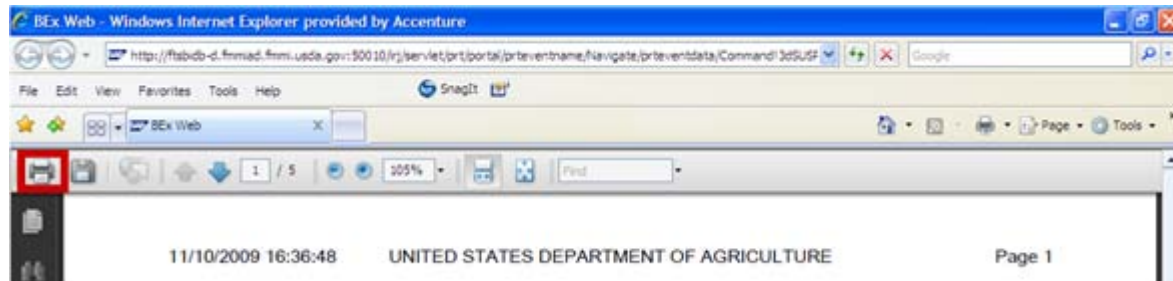 BEx Web - Windows Internet Explorer provided by Accenture
http://ftsbidb-d.fmmiad.fmmi.usda.gov:50010/irj/servlet/prt/portal/prteventname/Navigate/prteventdata/Command!3dSUSP Google
File Edit View Favorites Tools Help SnagIt
BEx Web X Page Tools
1 / 5 105% Find
11/10/2009 16:36:48 UNITED STATES DEPARTMENT OF AGRICULTURE Page 1